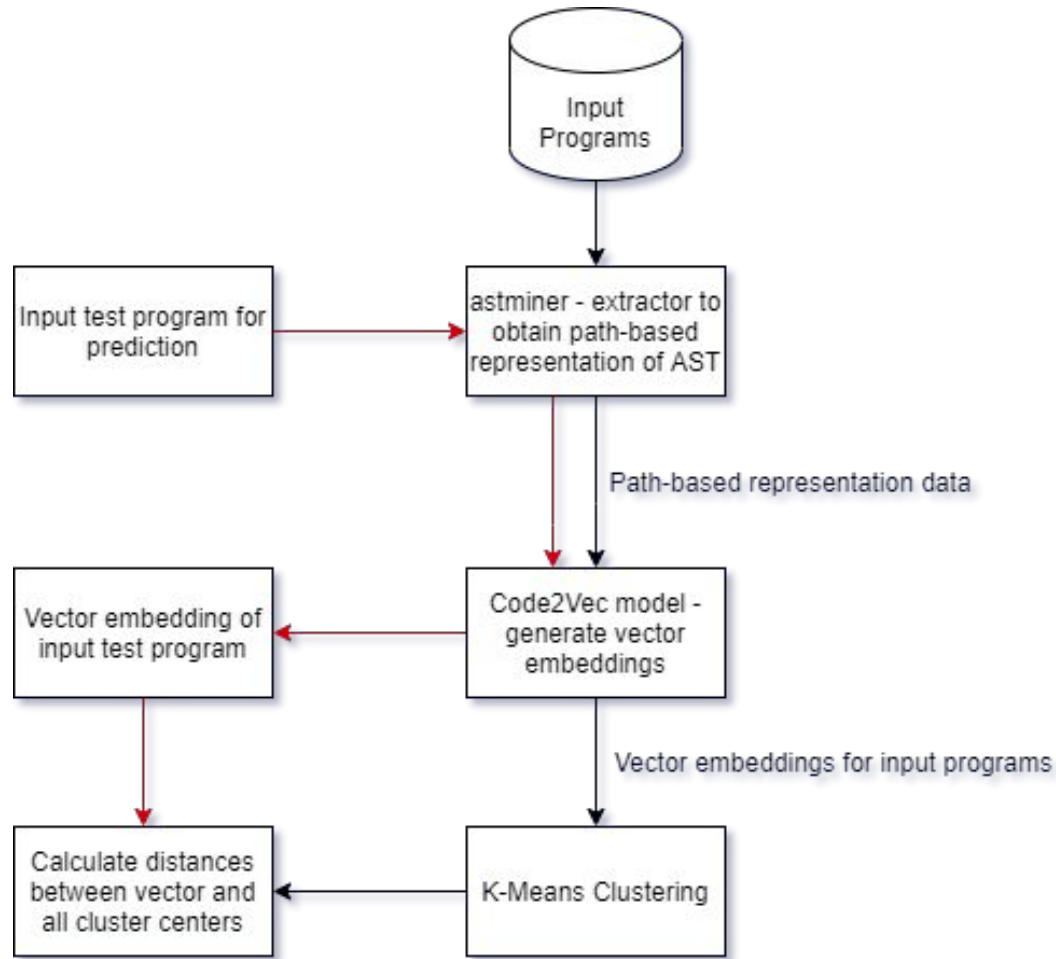 Input
Programs
Input test program for
prediction
astminer - extractor to
obtain path-based
representation of AST
Path-based representation data
Vector embedding of
input test program
Code2Vec model -
generate vector
embeddings
Vector embeddings for input programs
Calculate distances
between vector and
all cluster centers
K-Means Clustering